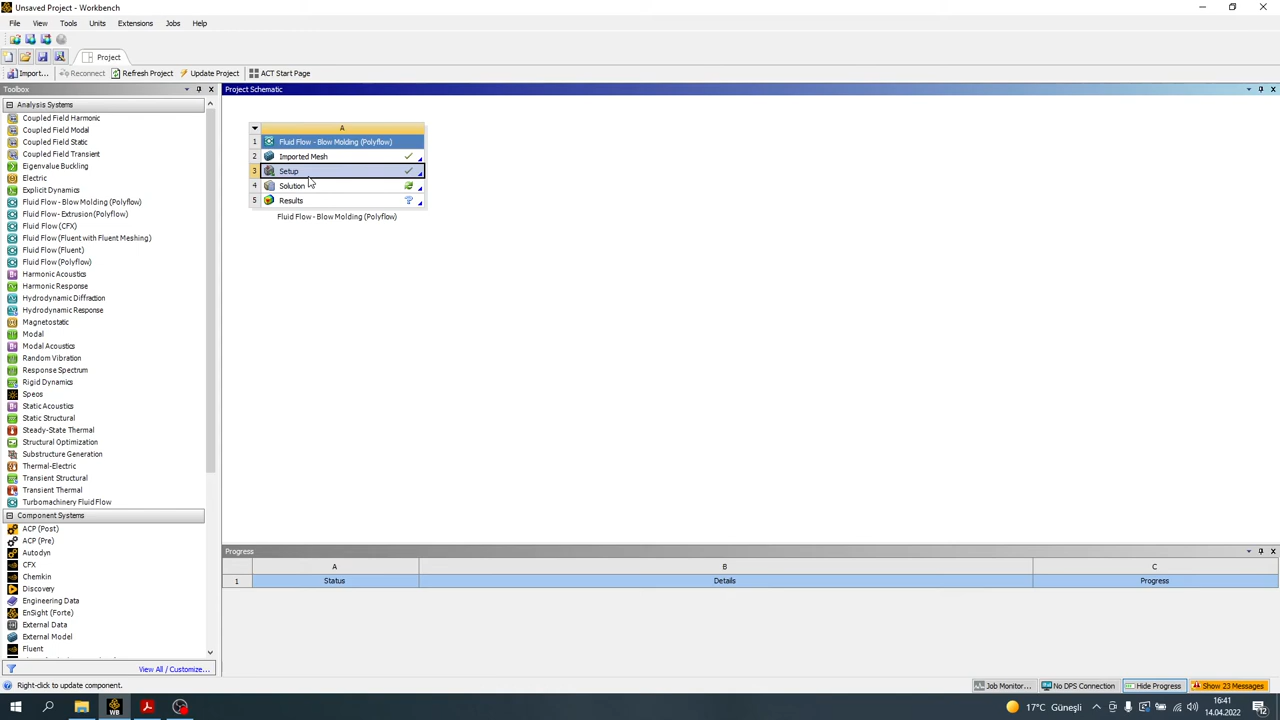 Unsaved Project - Workbench
File View Tools Units Extensions Jobs Help
Project
Import... Reconnect Refresh Project Update Project ACT Start Page
Toolbox
Analysis Systems
Coupled Field Harmonic
Coupled Field Modal
Coupled Field Static
Coupled Field Transient
Eigenvalue Buckling
Electric
Explicit Dynamics
Fluid Flow - Blow Molding (Polyflow)
Fluid Flow- Extrusion (Polyflow)
Fluid Flow (CFX)
Fluid Flow (Fluent with Fluent Meshing)
Fluid Flow (Fluent)
Fluid Flow (Polyflow)
Harmonic Acoustics
Harmonic Response
Hydrodynamic Diffraction
Hydrodynamic Response
Magnetostatic
Modal
Modal Acoustics
Random Vibration
Response Spectrum
Rigid Dynamics
Speos
Static Acoustics
Static Structural
Steady-State Thermal
Structural Optimization
Substructure Generation
Thermal-Electric
Transient Structural
Transient Thermal
Turbomachinery Fluid Flow
Component Systems
ACP (Post)
ACP (Pre)
Autodyn
CFX
Chemkin
Discovery
Engineering Data
EnSight (Forte)
External Data
External Model
Fluent
View All / Customize...
Project Schematic
A
1 Fluid Flow - Blow Molding (Polyflow)
2 Imported Mesh
3 Setup
4 Solution
5 Results ?
Fluid Flow - Blow Molding (Polyflow)
Progress
A B C
1 Status Details Progress
Right-click to update component.
Job Monitor... No DPS Connection Hide Progress Show 23 Messages
WB
17°C Güneşli
16:41
14.04.2022
12